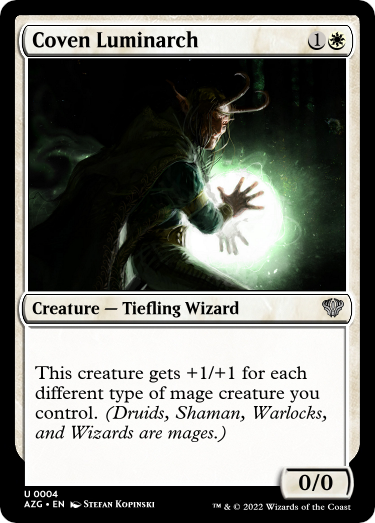 Coven Luminarch 1
Creature — Tiefling Wizard
This creature gets +1/+1 for each
different type of mage creature you
control. (Druids, Shaman, Warlocks,
and Wizards are mages.)
0/0
U 0004
AZG • EN Stefan Kopinski
™ & © 2022 Wizards of the Coast